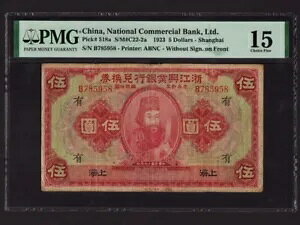 PMG
PAPER MONEY GUARANTY
China, National Commercial Bank, Ltd.
Pick# 518a S/M#C22-2a 1923 5 Dollars - Shanghai
S/N B785958 - Printer: ABNC - Without Sign. on Front
15
Choice Fine
券換兌行銀業興江浙
B785958
B785958
有 有
伍 伍
圓 圓
海上 海上
伍 伍